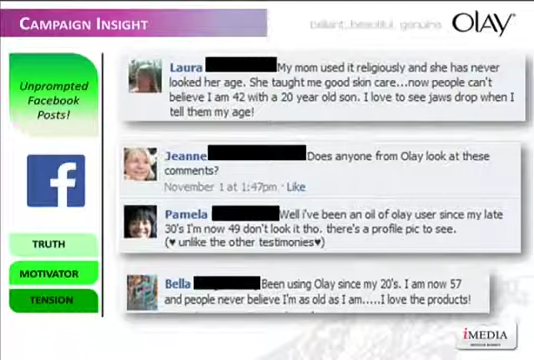 CAMPAIGN INSIGHT
brilliant. beautiful. genuine
OLAY
Unprompted
Facebook
Posts!
f
TRUTH
MOTIVATOR
TENSION
Laura My mom used it religiously and she has never
looked her age. She taught me good skin care...now people can't
believe I am 42 with a 20 year old son. I love to see jaws drop when I
tell them my age!
Jeanne Does anyone from Olay look at these
comments?
November 1 at 1:47pm · Like
Pamela Well i've been an oil of olay user since my late
30's I'm now 49 don't look it tho. there's a profile pic to see.
(♥ unlike the other testimonies♥)
Bella Been using Olay since my 20's. I am now 57
and people never believe I'm as old as I am.....I love the products!
iMEDIA